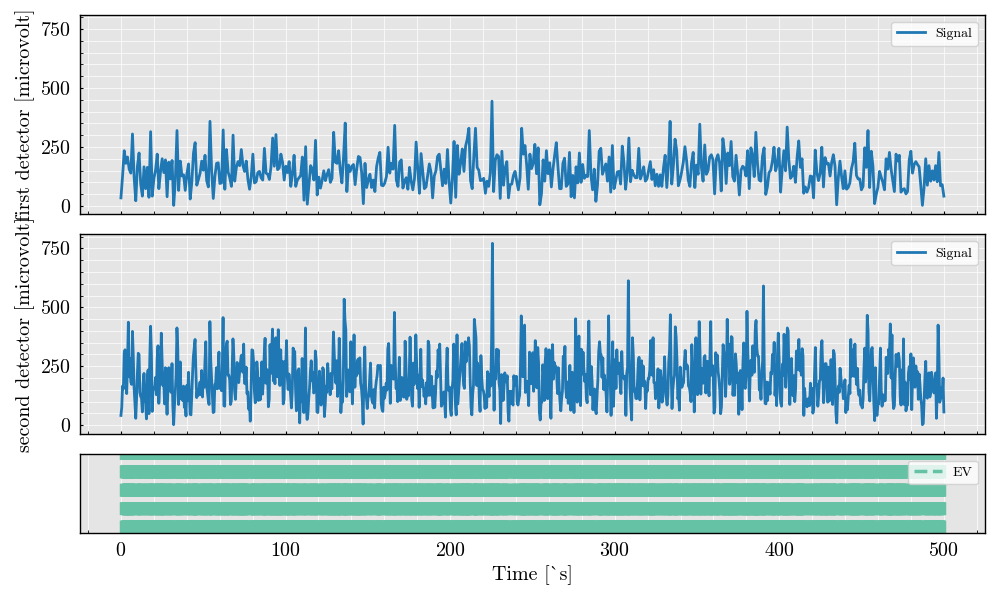 first detector [microvolt]
750
500
250
0
Signal
second detector [microvolt]
750
500
250
0
Signal
EV
0 100 200 300 400 500
Time [`s]